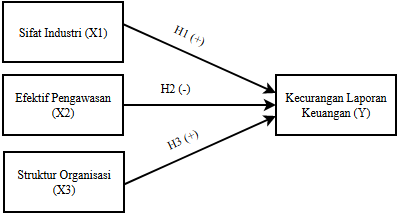 Sifat Industri (X1)
H1 (+)
Efektif Pengawasan
(X2)
H2 (-)
Kecurangan Laporan
Keuangan (Y)
H3 (+)
Struktur Organisasi
(X3)